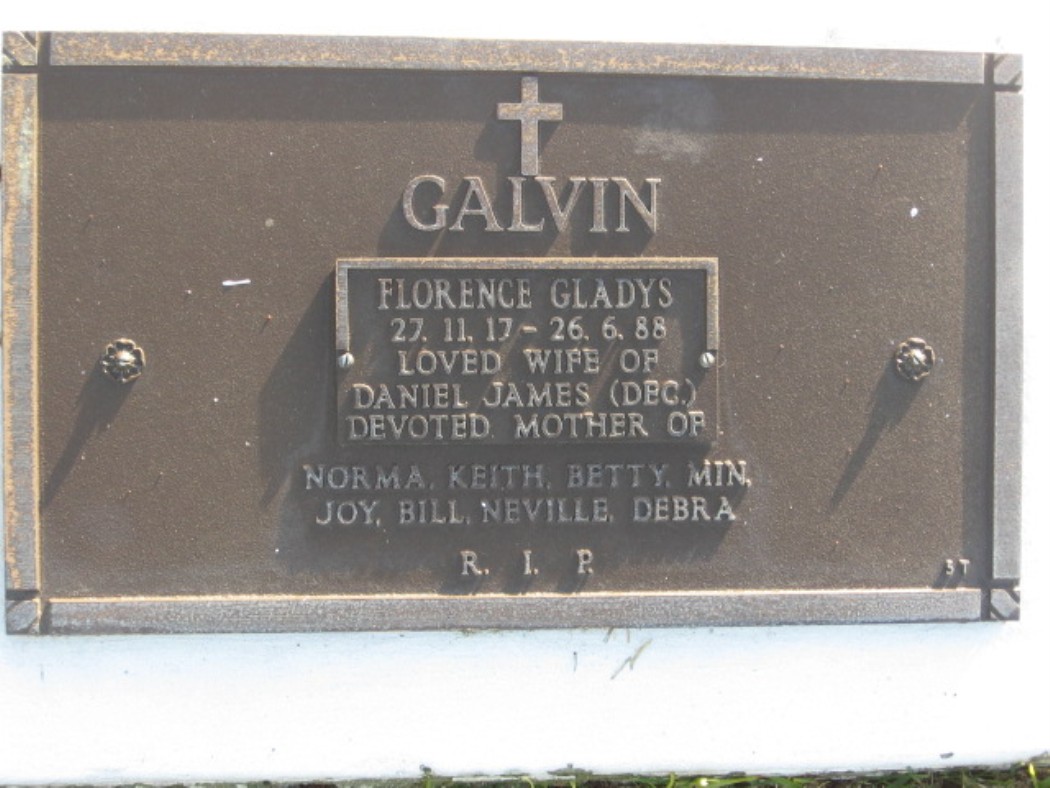 GALVIN
FLORENCE GLADYS
27. 11. 17 - 26. 6. 88
LOVED WIFE OF
DANIEL JAMES (DEC.)
DEVOTED MOTHER OF
NORMA, KEITH, BETTY, MIN,
JOY, BILL, NEVILLE, DEBRA
R. I. P.